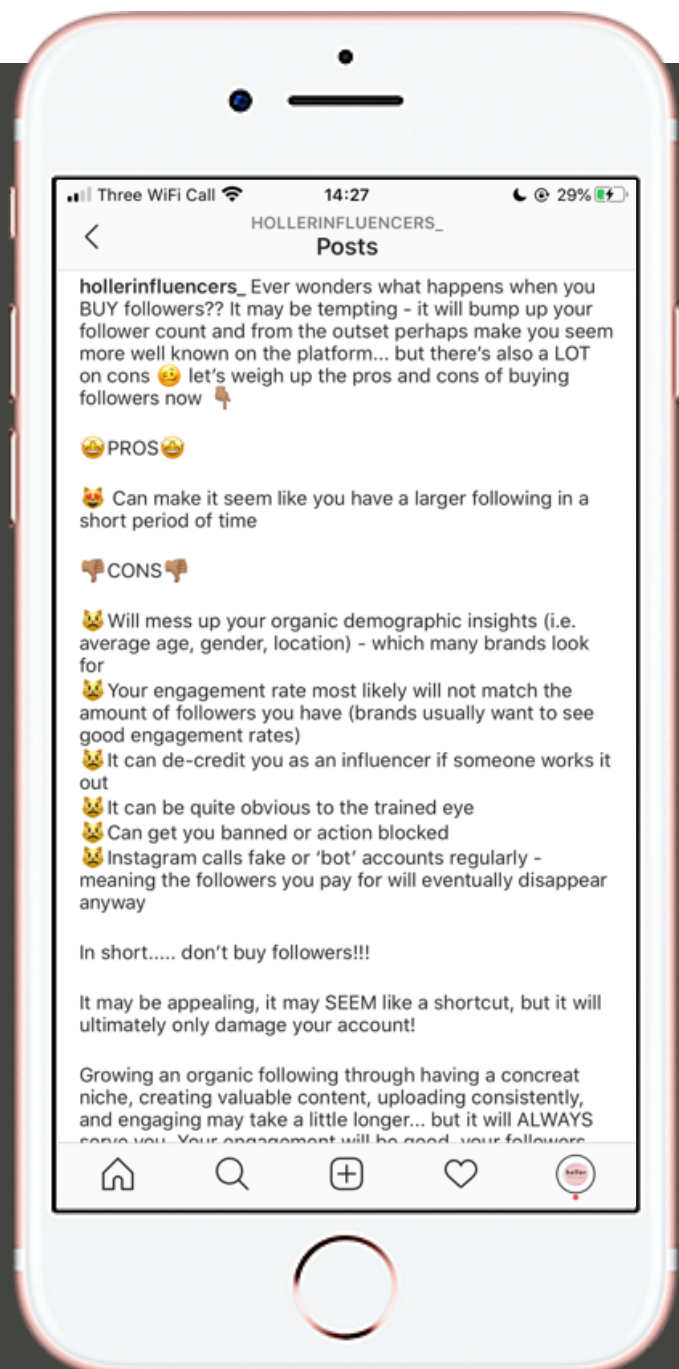 Three WiFi Call 14:27 29%
HOLLERINFLUENCERS_
Posts
hollerinfluencers_ Ever wonders what happens when you
BUY followers?? It may be tempting - it will bump up your
follower count and from the outset perhaps make you seem
more well known on the platform... but there's also a LOT
on cons 🥴 let's weigh up the pros and cons of buying
followers now 👇🏽
🤩PROS🤩
😻 Can make it seem like you have a larger following in a
short period of time
👎🏽CONS👎🏽
😾Will mess up your organic demographic insights (i.e.
average age, gender, location) - which many brands look
for
😾Your engagement rate most likely will not match the
amount of followers you have (brands usually want to see
good engagement rates)
😾It can de-credit you as an influencer if someone works it
out
😾It can be quite obvious to the trained eye
😾Can get you banned or action blocked
😾Instagram calls fake or 'bot' accounts regularly -
meaning the followers you pay for will eventually disappear
anyway
In short..... don't buy followers!!!
It may be appealing, it may SEEM like a shortcut, but it will
ultimately only damage your account!
Growing an organic following through having a concreat
niche, creating valuable content, uploading consistently,
and engaging may take a little longer... but it will ALWAYS
serve you. Your engagement will be good, your followers
holler